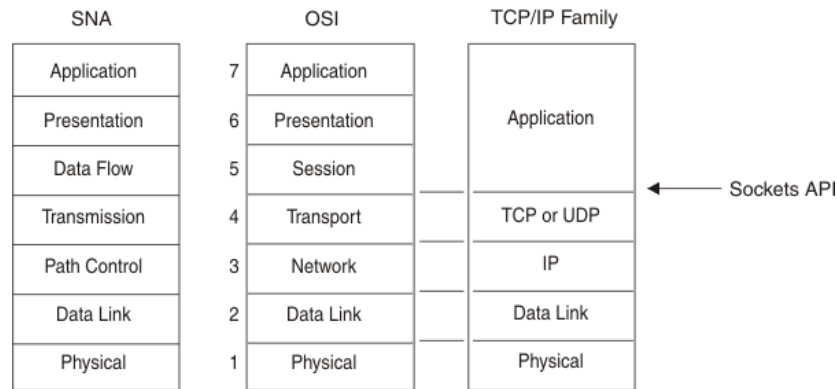 SNA OSI TCP/IP Family
Application 7 Application
Presentation 6 Presentation Application
Data Flow 5 Session
Sockets API
Transmission 4 Transport TCP or UDP
Path Control 3 Network IP
Data Link 2 Data Link Data Link
Physical 1 Physical Physical